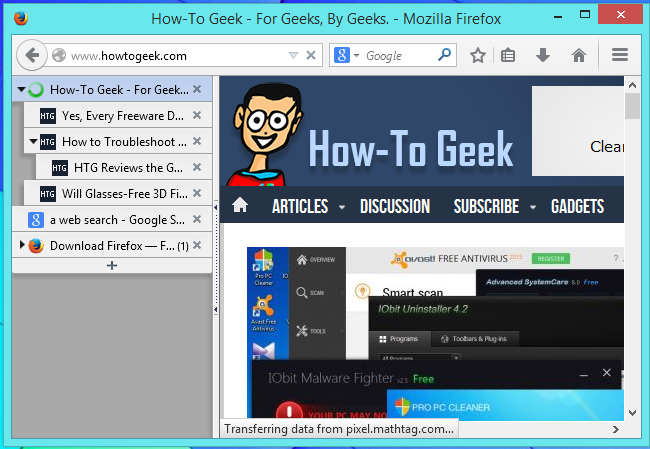 How-To Geek - For Geeks, By Geeks. - Mozilla Firefox
www.howtogeek.com
Google
How-To Geek - For Geek...
HTG Yes, Every Freeware D...
HTG How to Troubleshoot ...
HTG HTG Reviews the G...
HTG Will Glasses-Free 3D Fi...
a web search - Google S...
Download Firefox — F... (1)
How-To Geek
Clean
ARTICLES DISCUSSION SUBSCRIBE GADGETS
Pro PC Cleaner
Avast Free Antivirus
OVERVIEW
SCAN
TOOLS
avast! FREE ANTIVIRUS 2015 REGISTER
Smart scan
Advanced SystemCare 8.0 Free
IObit Uninstaller 4.2
Programs Toolbars & Plug-ins
All Programs
IObit Malware Fighter v2.5 Free
YOUR PC MAY NO
PRO PC CLEANER
Transferring data from pixel.mathtag.com...